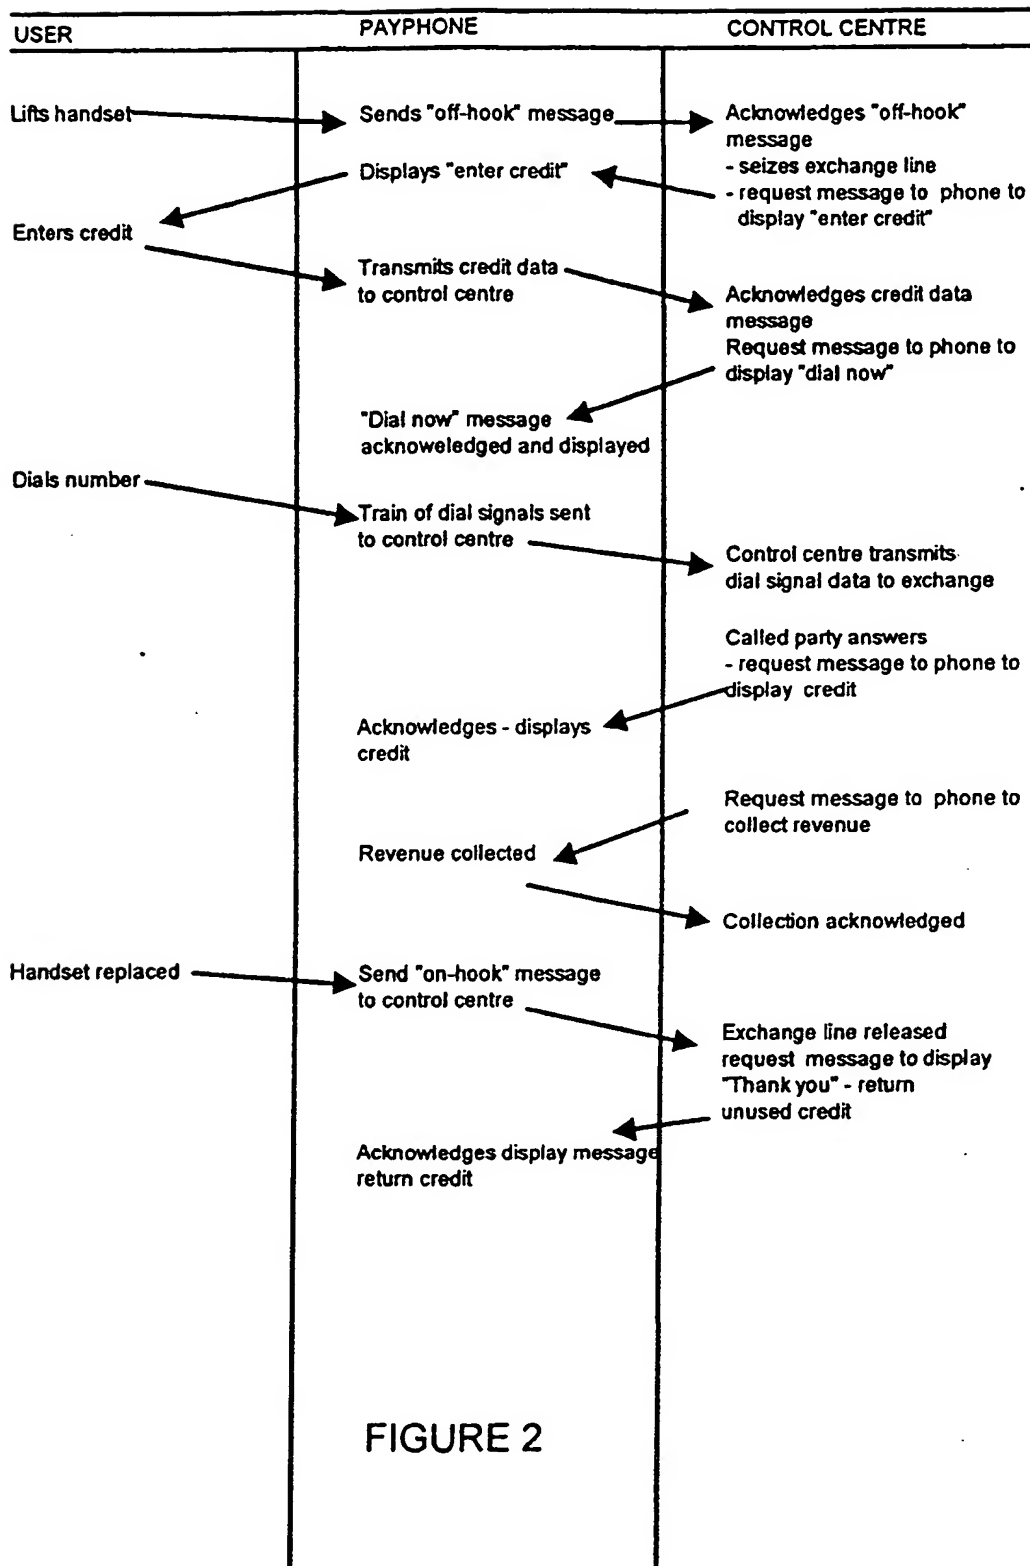 USER
PAYPHONE
CONTROL CENTRE
Lifts handset
Sends "off-hook" message
Acknowledges "off-hook"
message
- seizes exchange line
- request message to phone to
display "enter credit"
Displays "enter credit"
Enters credit
Transmits credit data
to control centre
Acknowledges credit data
message
Request message to phone to
display "dial now"
"Dial now" message
acknoweledged and displayed
Dials number
Train of dial signals sent
to control centre
Control centre transmits
dial signal data to exchange
Called party answers
- request message to phone to
display credit
Acknowledges - displays
credit
Request message to phone to
collect revenue
Revenue collected
Collection acknowledged
Handset replaced
Send "on-hook" message
to control centre
Exchange line released
request message to display
"Thank you" - return
unused credit
Acknowledges display message
return credit
FIGURE 2